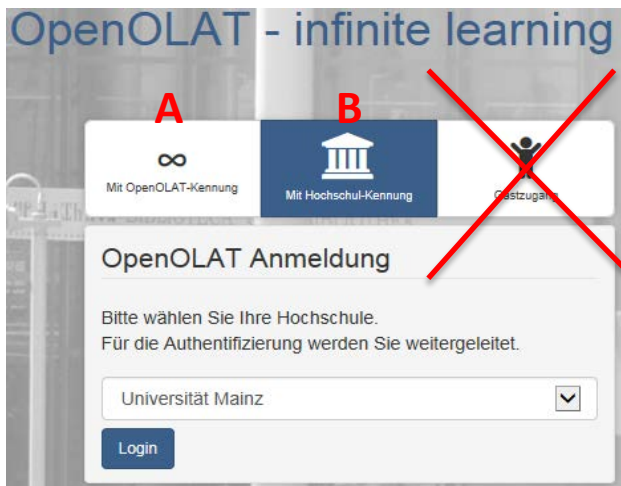 OpenOLAT - infinite learning
A
B
Mit OpenOLAT-Kennung
Mit Hochschul-Kennung
Gastzugang
OpenOLAT Anmeldung
Bitte wählen Sie Ihre Hochschule.
Für die Authentifizierung werden Sie weitergeleitet.
Universität Mainz
Login